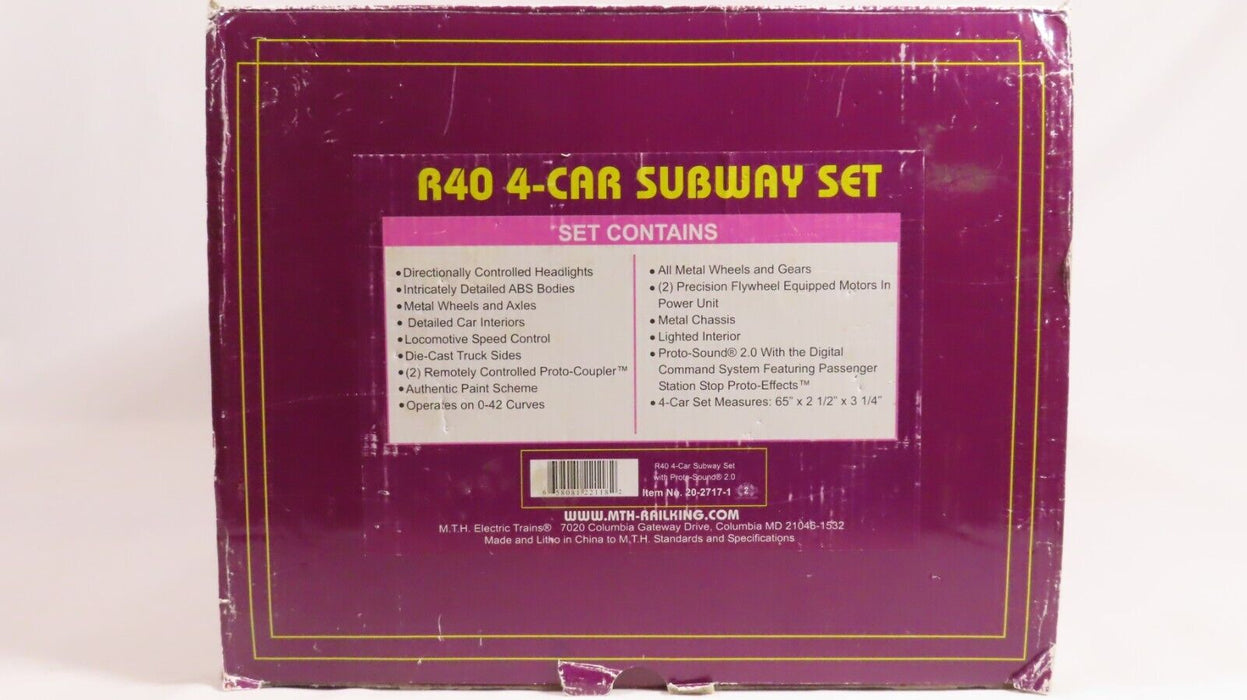 R40 4-CAR SUBWAY SET
SET CONTAINS
•Directionally Controlled Headlights
•Intricately Detailed ABS Bodies
•Metal Wheels and Axles
• Detailed Car Interiors
•Locomotive Speed Control
•Die-Cast Truck Sides
•(2) Remotely Controlled Proto-Coupler™
•Authentic Paint Scheme
•Operates on 0-42 Curves
• All Metal Wheels and Gears
• (2) Precision Flywheel Equipped Motors In
Power Unit
• Metal Chassis
• Lighted Interior
• Proto-Sound® 2.0 With the Digital
Command System Featuring Passenger
Station Stop Proto-Effects™
• 4-Car Set Measures: 65" x 2 1/2" x 3 1/4"
R40 4-Car Subway Set
with Proto-Sound® 2.0
Item No. 20-2717-1
WWW.MTH-RAILKING.COM
M.T.H. Electric Trains® 7020 Columbia Gateway Drive, Columbia MD 21046-1532
Made and Litho in China to M.T.H. Standards and Specifications